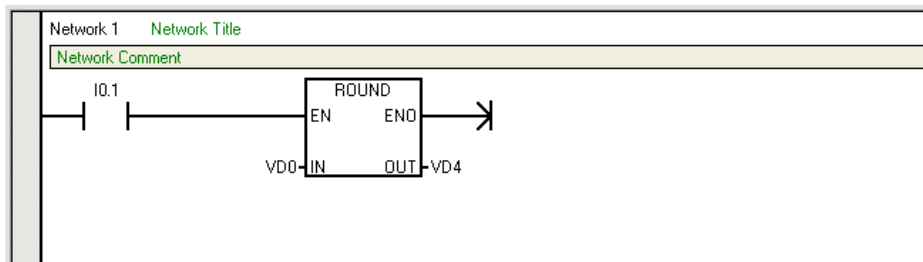 Network 1 Network Title
Network Comment
I0.1
ROUND
EN ENO
VD0 IN OUT VD4